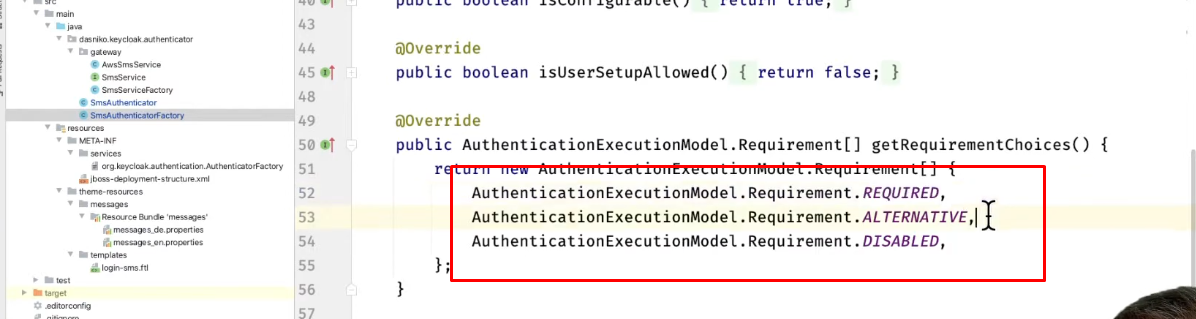 src
main
java
dasniko.keycloak.authenticator
gateway
AwsSmsService
SmsService
SmsServiceFactory
SmsAuthenticator
SmsAuthenticatorFactory
resources
META-INF
services
org.keycloak.authentication.AuthenticatorFactory
jboss-deployment-structure.xml
theme-resources
messages
Resource Bundle 'messages'
messages_de.properties
messages_en.properties
templates
login-sms.ftl
test
target
.editorconfig
.gitignore
40 public boolean isConfigurable() { return true; }
43
44 @Override
45 public boolean isUserSetupAllowed() { return false; }
48
49 @Override
50 public AuthenticationExecutionModel.Requirement[] getRequirementChoices() {
51 return new AuthenticationExecutionModel.Requirement[] {
52 AuthenticationExecutionModel.Requirement.REQUIRED,
53 AuthenticationExecutionModel.Requirement.ALTERNATIVE,
54 AuthenticationExecutionModel.Requirement.DISABLED,
55 };
56 }
57